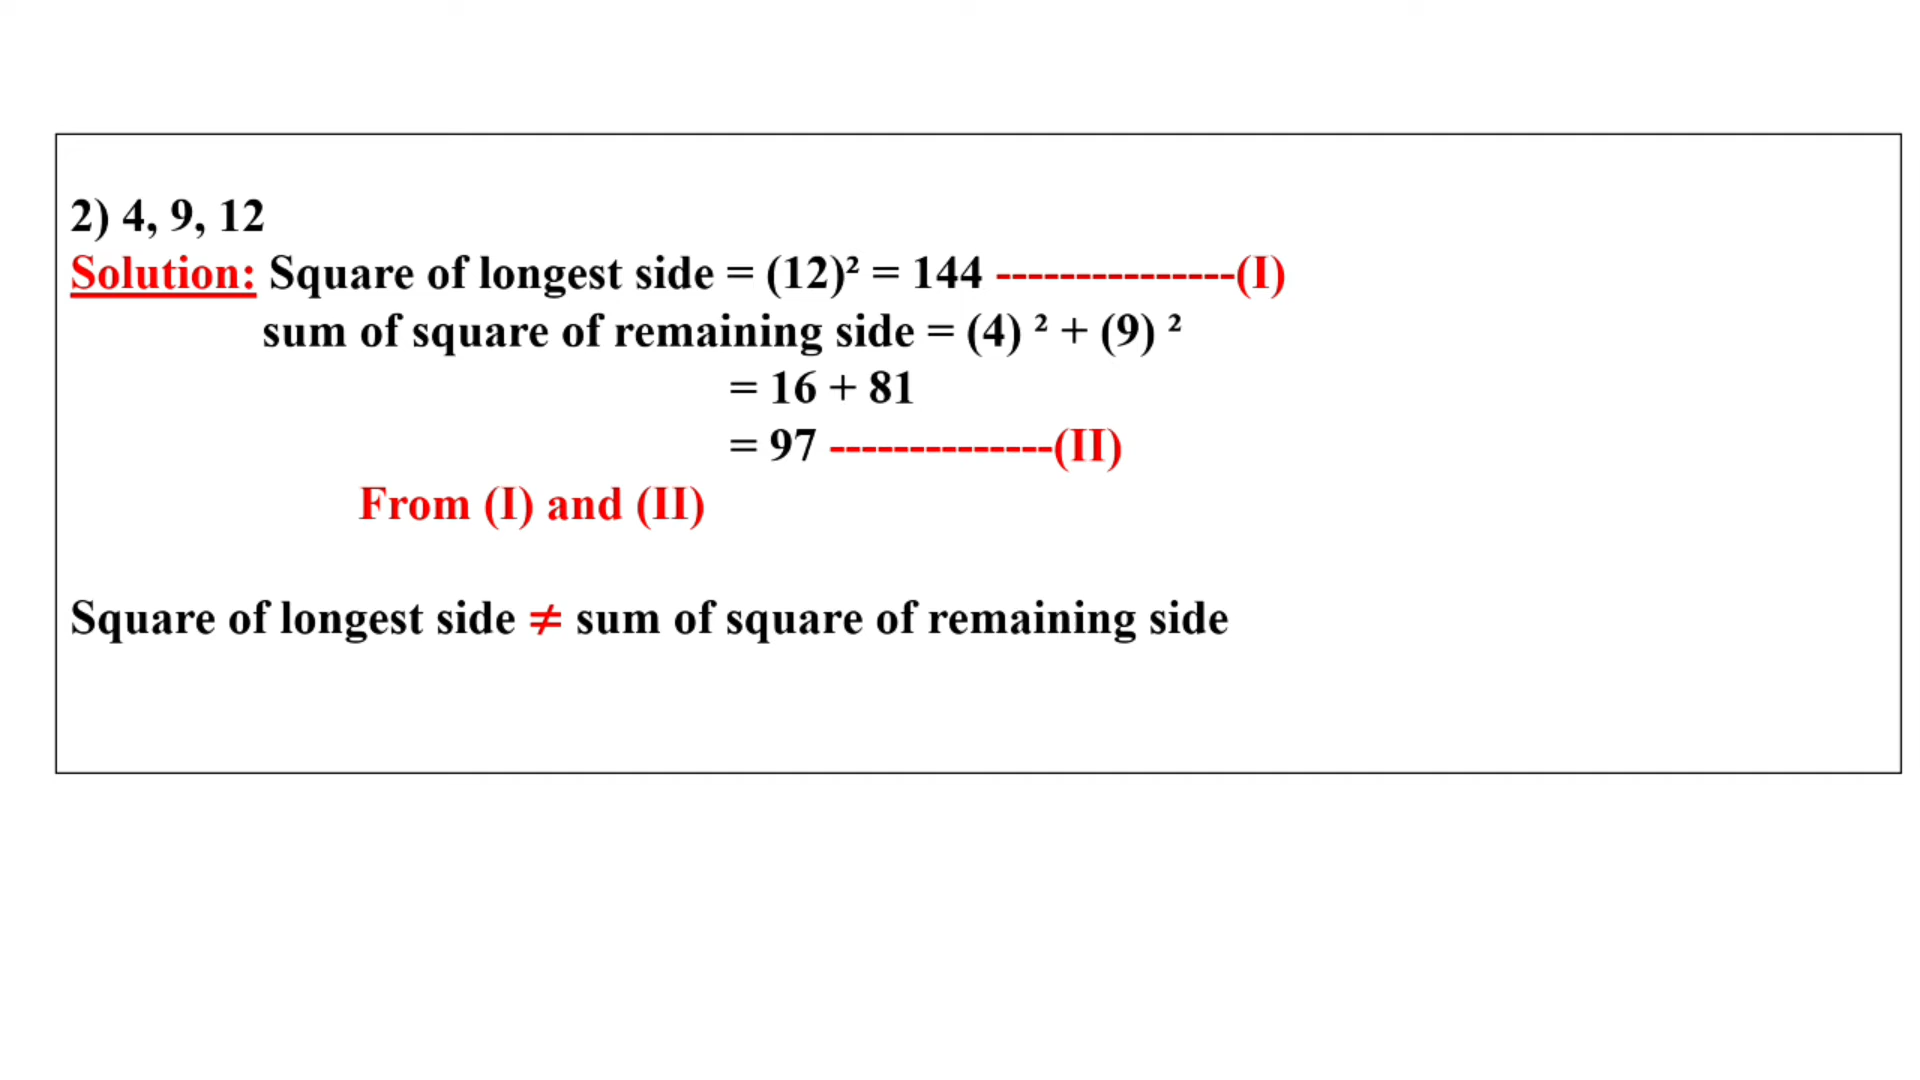 2) 4, 9, 12
Solution: Square of longest side = (12)² = 144 ---------------(I)
sum of square of remaining side = (4) ² + (9) ²
= 16 + 81
= 97 --------------(II)
From (I) and (II)
Square of longest side ≠ sum of square of remaining side